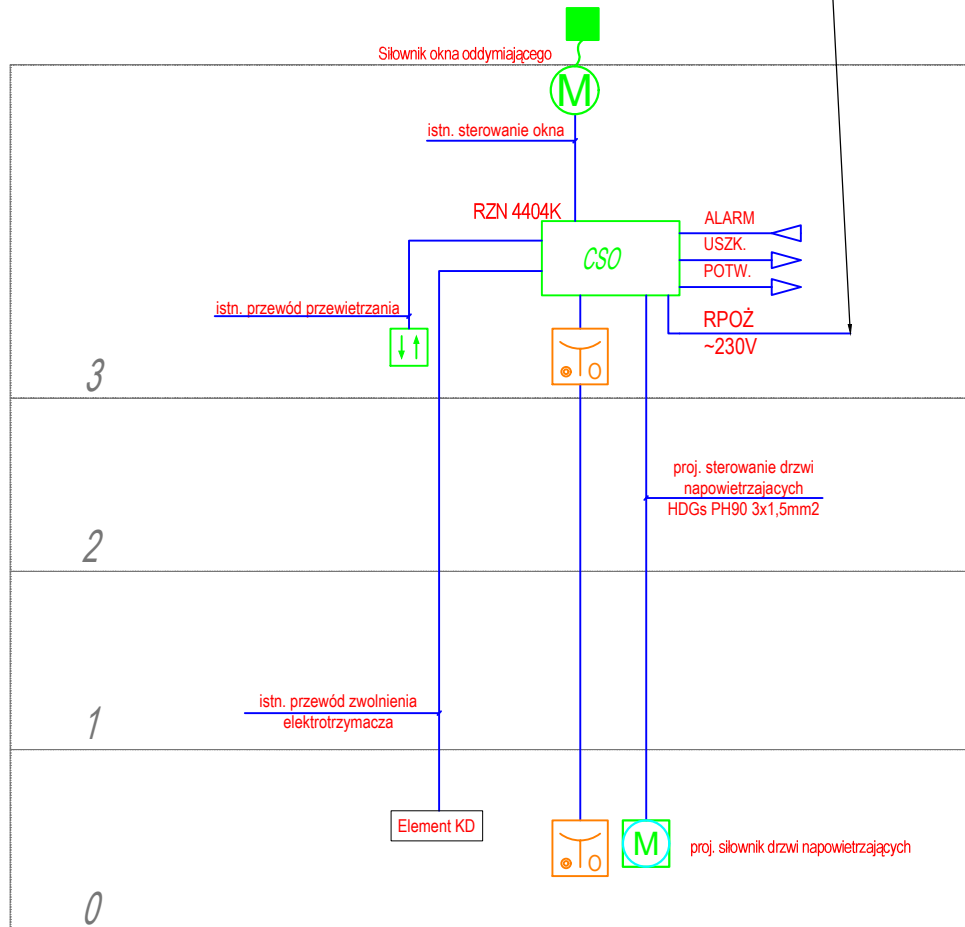 Siłownik okna oddymiającego
M
istn. sterowanie okna
RZN 4404K
CSO
ALARM
USZK.
POTW.
istn. przewód przewietrzania
RPOŻ
~230V
3
proj. sterowanie drzwi
napowietrzajacych
HDGs PH90 3x1,5mm2
2
istn. przewód zwolnienia
elektrotrzymacza
1
Element KD
M
proj. siłownik drzwi napowietrzających
0